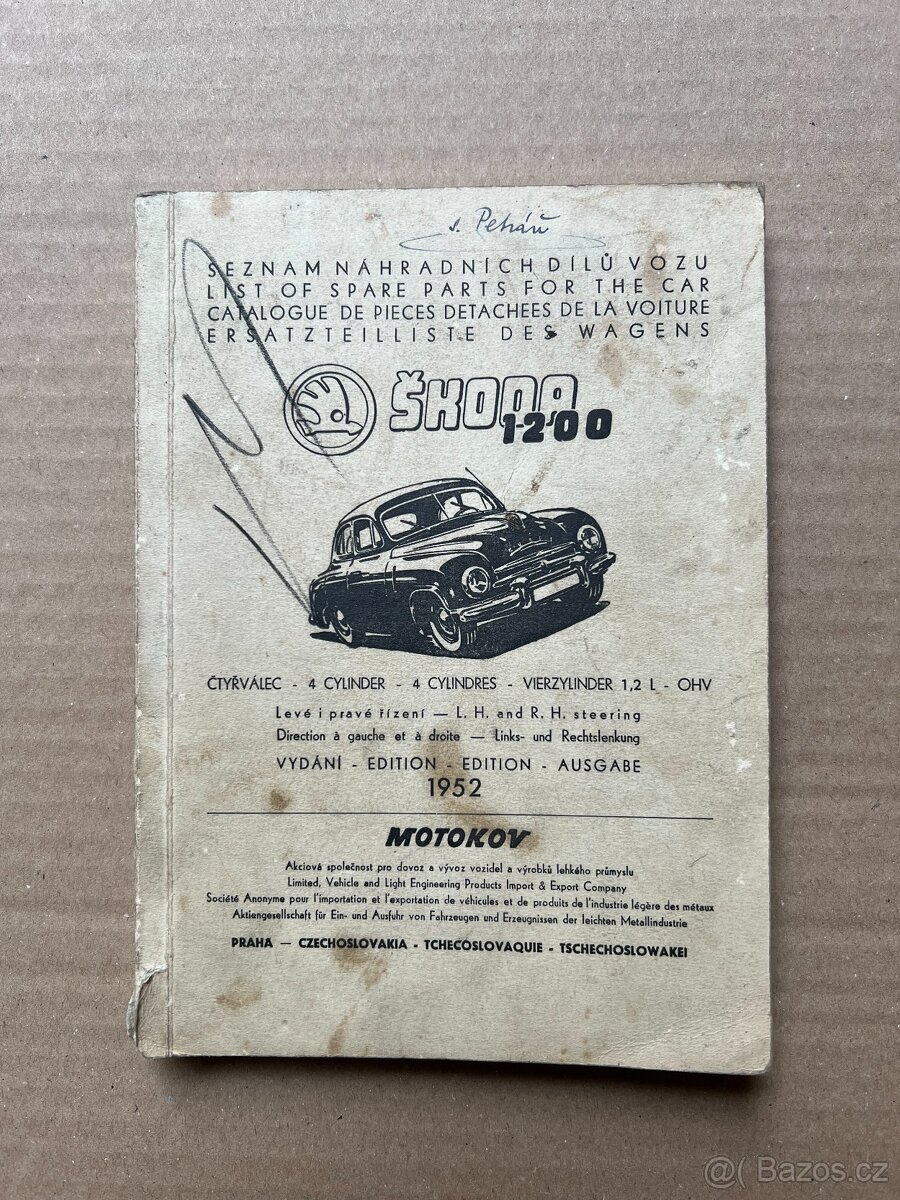 s. Petráň
SEZNAM NÁHRADNÍCH DÍLŮ VOZU
LIST OF SPARE PARTS FOR THE CAR
CATALOGUE DE PIECES DETACHEES DE LA VOITURE
ERSATZTEILLISTE DES WAGENS
ŠKODA
1200
ČTYŘVÁLEC - 4 CYLINDER - 4 CYLINDRES - VIERZYLINDER 1,2 L - OHV
Levé i pravé řízení — L. H. and R. H. steering
Direction à gauche et à droite — Links- und Rechtslenkung
VYDÁNÍ - EDITION - EDITION - AUSGABE
1952
MOTOKOV
Akciová společnost pro dovoz a vývoz vozidel a výrobků lehkého průmyslu
Limited, Vehicle and Light Engineering Products Import & Export Company
Société Anonyme pour l'importation et l'exportation de véhicules et de produits de l'industrie légère des métaux
Aktiengesellschaft für Ein- und Ausfuhr von Fahrzeugen und Erzeugnissen der leichten Metallindustrie
PRAHA — CZECHOSLOVAKIA - TCHECOSLOVAQUIE - TSCHECHOSLOWAKEI
@( Bazos.cz